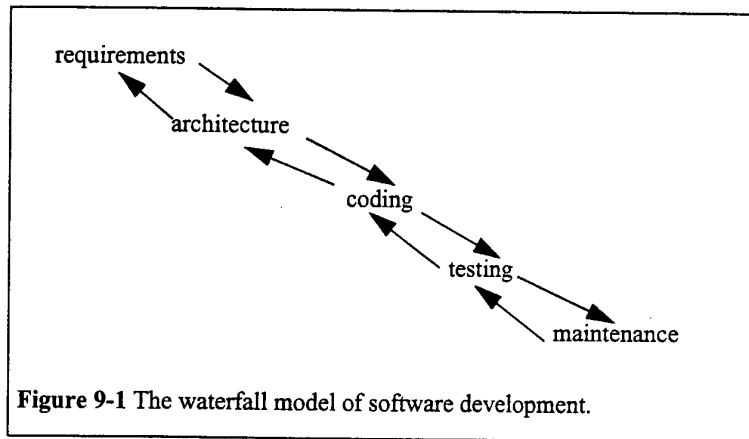 requirements
architecture
coding
testing
maintenance
Figure 9-1 The waterfall model of software development.